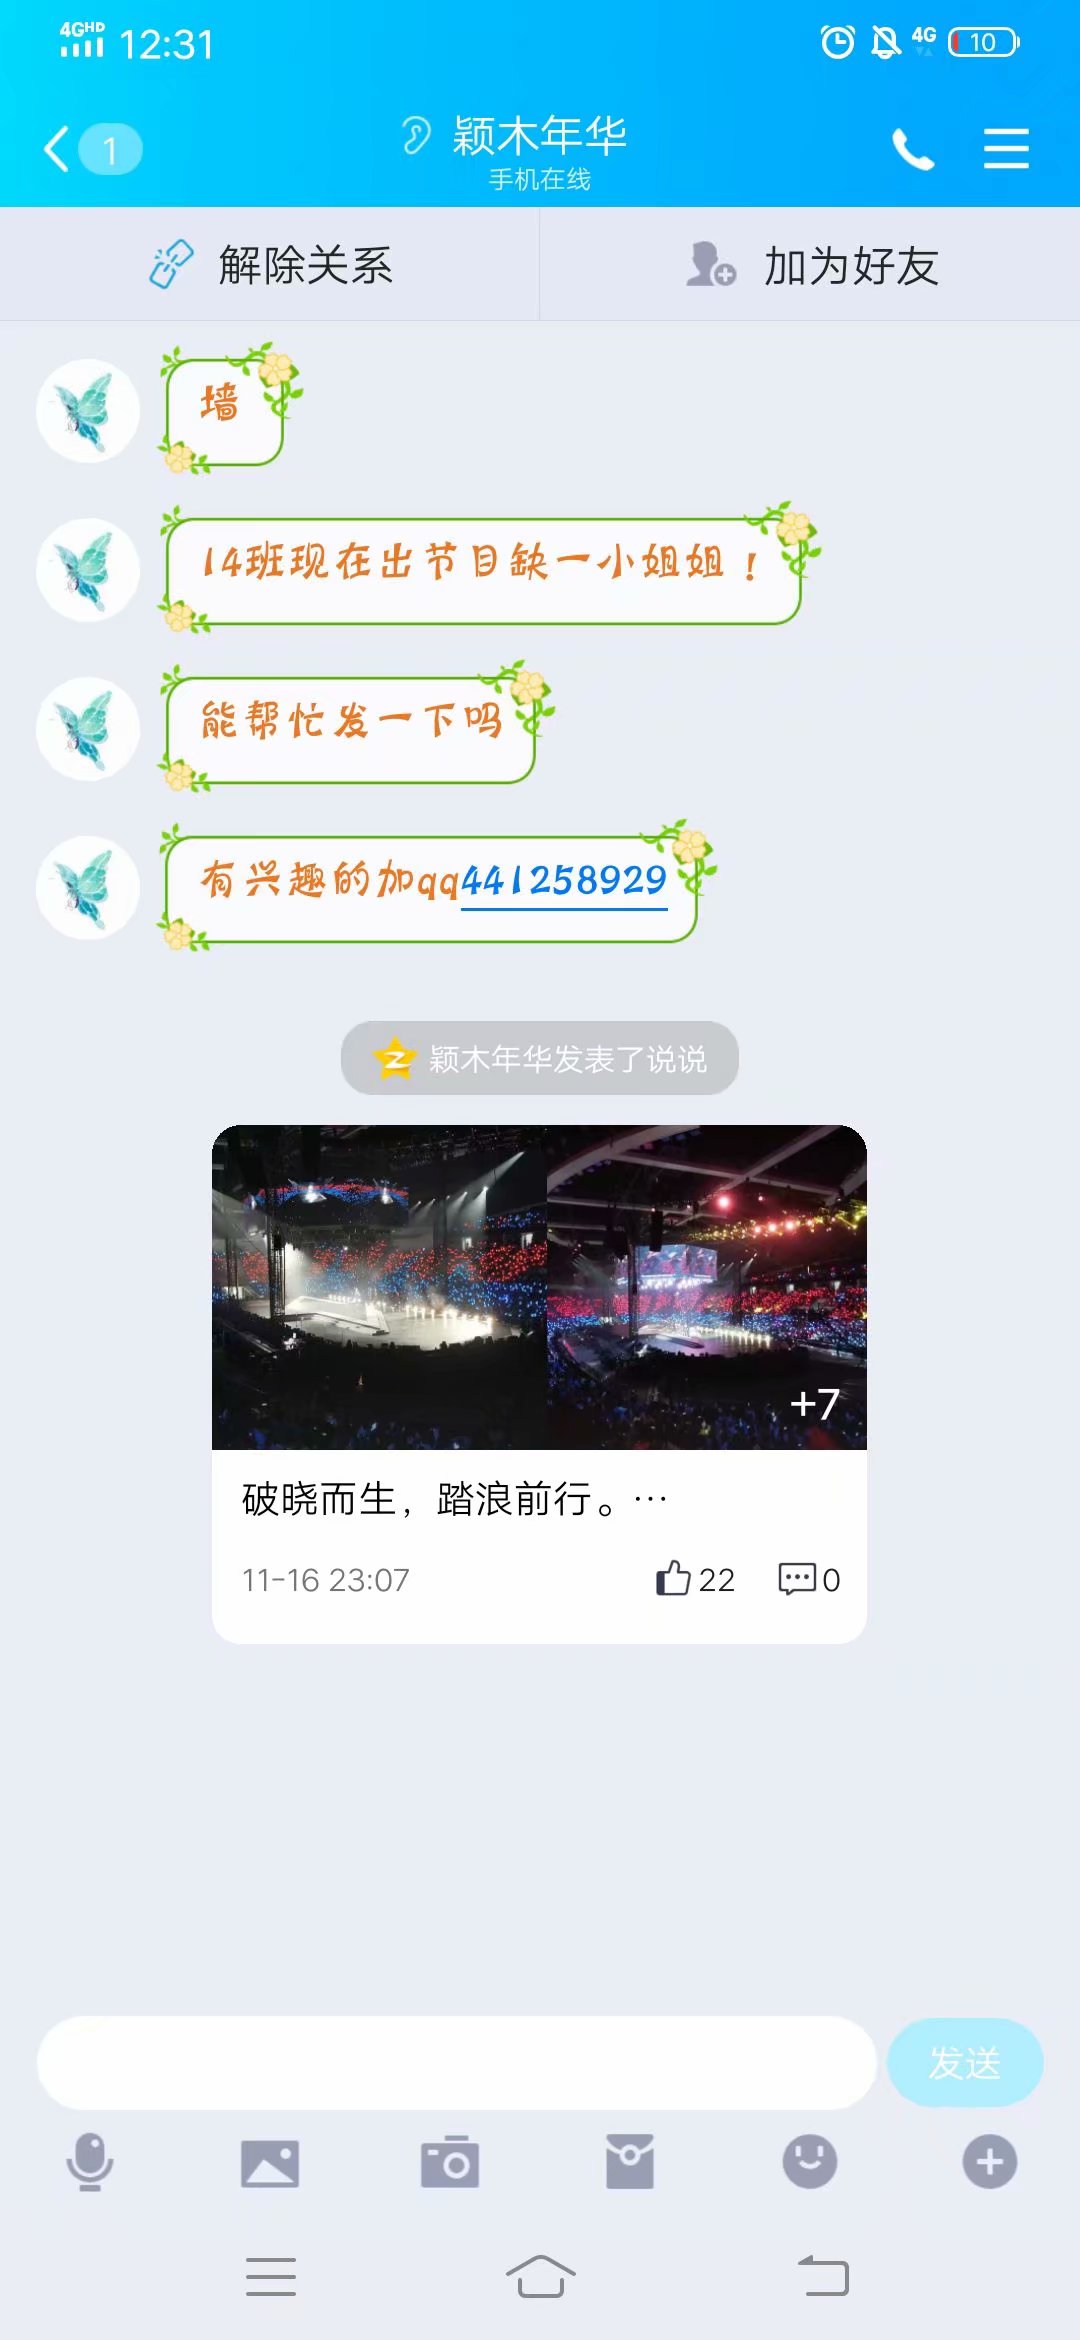 4GHD 12:31 4G 10
1 颖木年华
手机在线
解除关系 加为好友
墙
14班现在出节目缺一小姐姐！
能帮忙发一下吗
有兴趣的加qq441258929
颖木年华发表了说说
+7
破晓而生，踏浪前行。…
11-16 23:07 22 0
发送